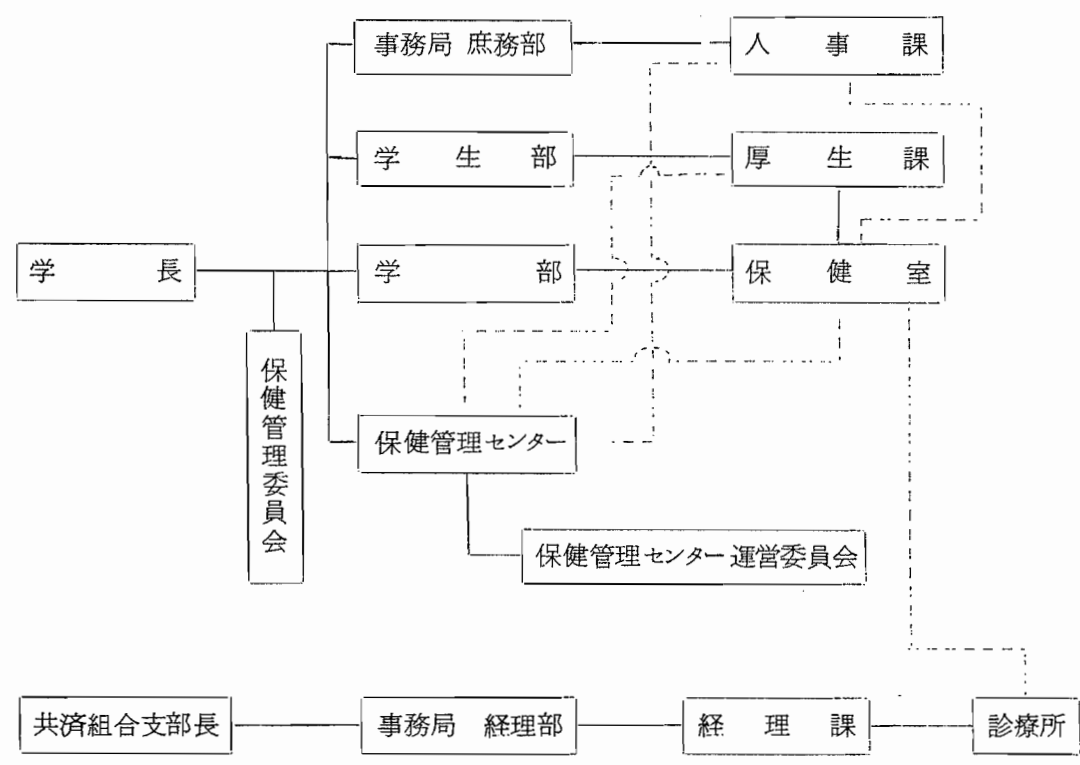 事務局 庶務部
人事課
学生部
厚生課
学長
学部
保健室
保健管理委員会
保健管理センター
保健管理センター運営委員会
共済組合支部長
事務局 経理部
経理課
診療所